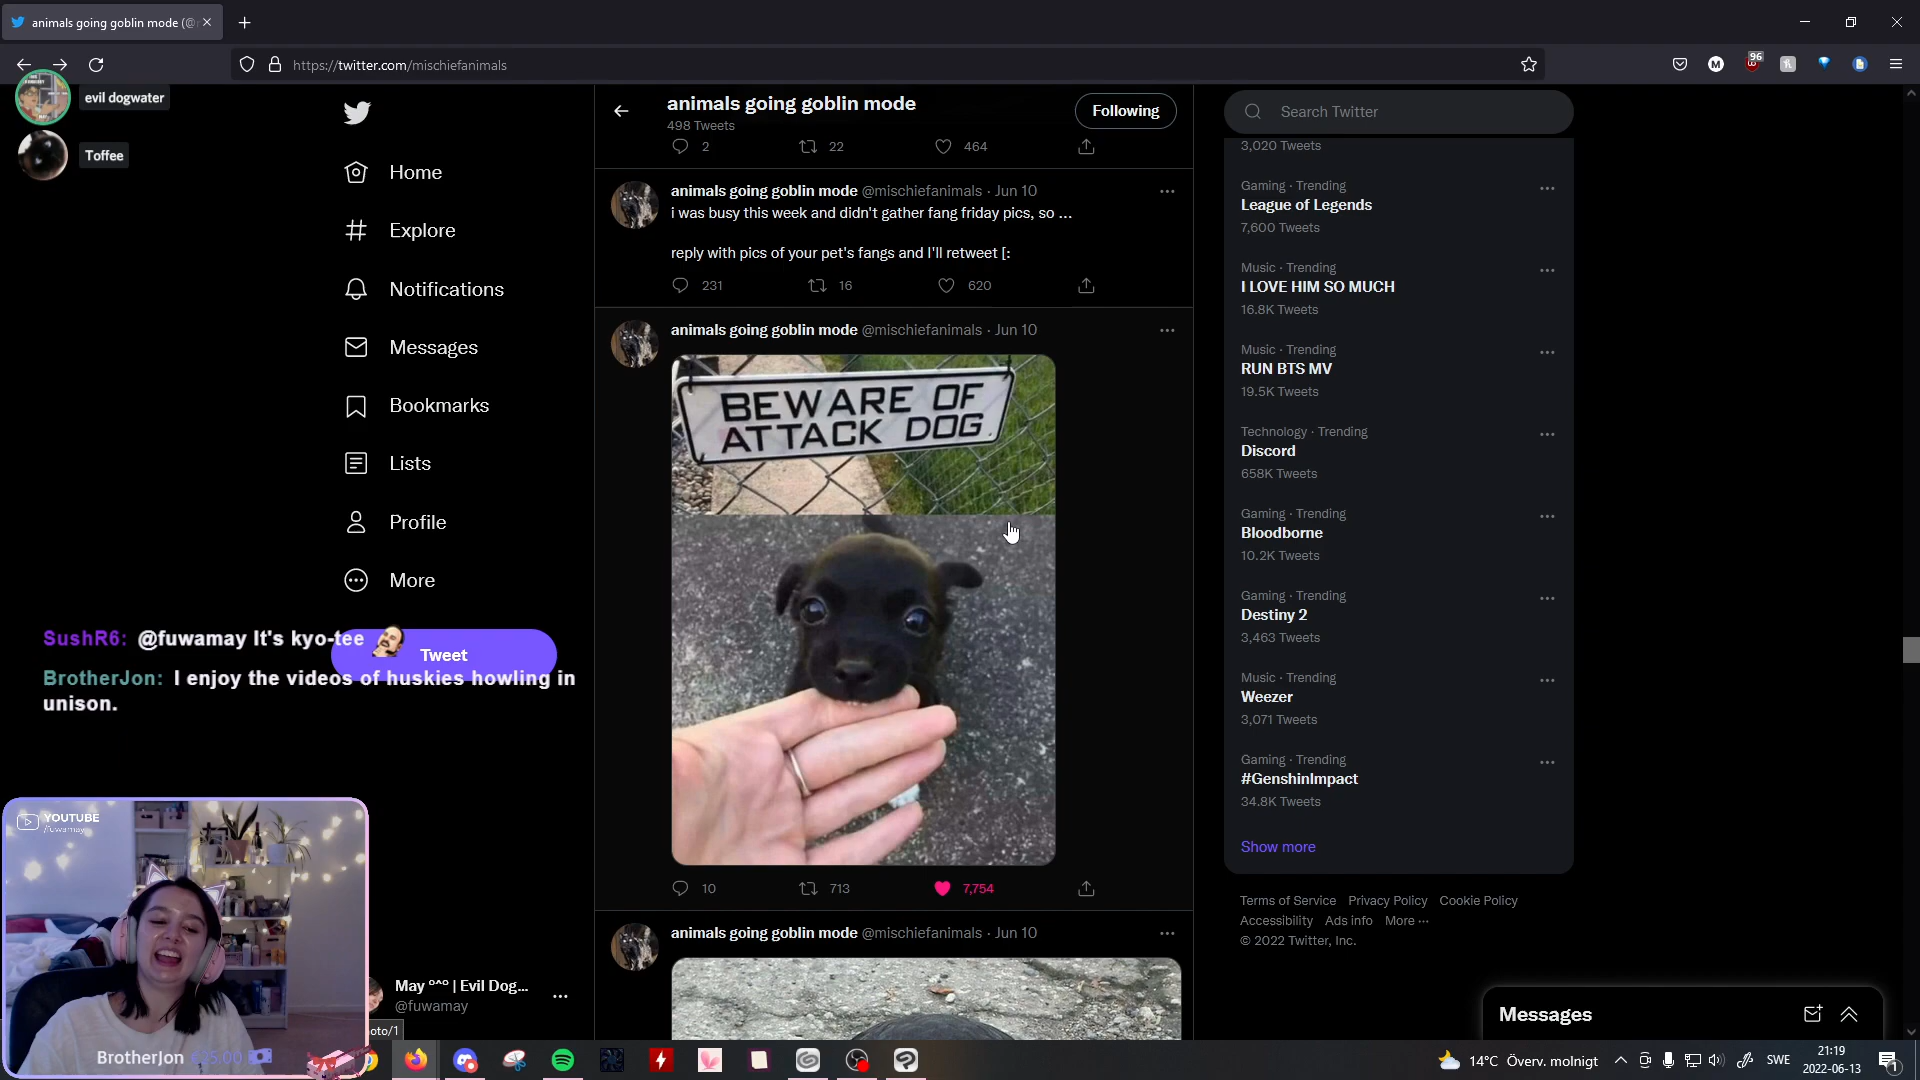 animals going goblin mode (@
https://twitter.com/mischiefanimals
96
evil dogwater
Toffee
Home
Explore
Notifications
Messages
Bookmarks
Lists
Profile
More
Tweet
SushR6: @fuwamay It's kyo-tee
BrotherJon: I enjoy the videos of huskies howling in
unison.
YOUTUBE
/fuwamay
BrotherJon
May | Evil Dog...
@fuwamay
oto/1
animals going goblin mode
498 Tweets
Following
2 22 464
animals going goblin mode @mischiefanimals · Jun 10
i was busy this week and didn't gather fang friday pics, so ...
reply with pics of your pet's fangs and I'll retweet [:
231 16 620
animals going goblin mode @mischiefanimals · Jun 10
BEWARE OF
ATTACK DOG.
10 713 7,754
animals going goblin mode @mischiefanimals · Jun 10
Search Twitter
3,020 Tweets
Gaming · Trending
League of Legends
7,600 Tweets
Music · Trending
I LOVE HIM SO MUCH
16.8K Tweets
Music · Trending
RUN BTS MV
19.5K Tweets
Technology · Trending
Discord
658K Tweets
Gaming · Trending
Bloodborne
10.2K Tweets
Gaming · Trending
Destiny 2
3,463 Tweets
Music · Trending
Weezer
3,071 Tweets
Gaming · Trending
#GenshinImpact
34.8K Tweets
Show more
Terms of Service Privacy Policy Cookie Policy
Accessibility Ads info More ···
© 2022 Twitter, Inc.
Messages
14°C Överv. molnigt
SWE
21:19
2022-06-13
1